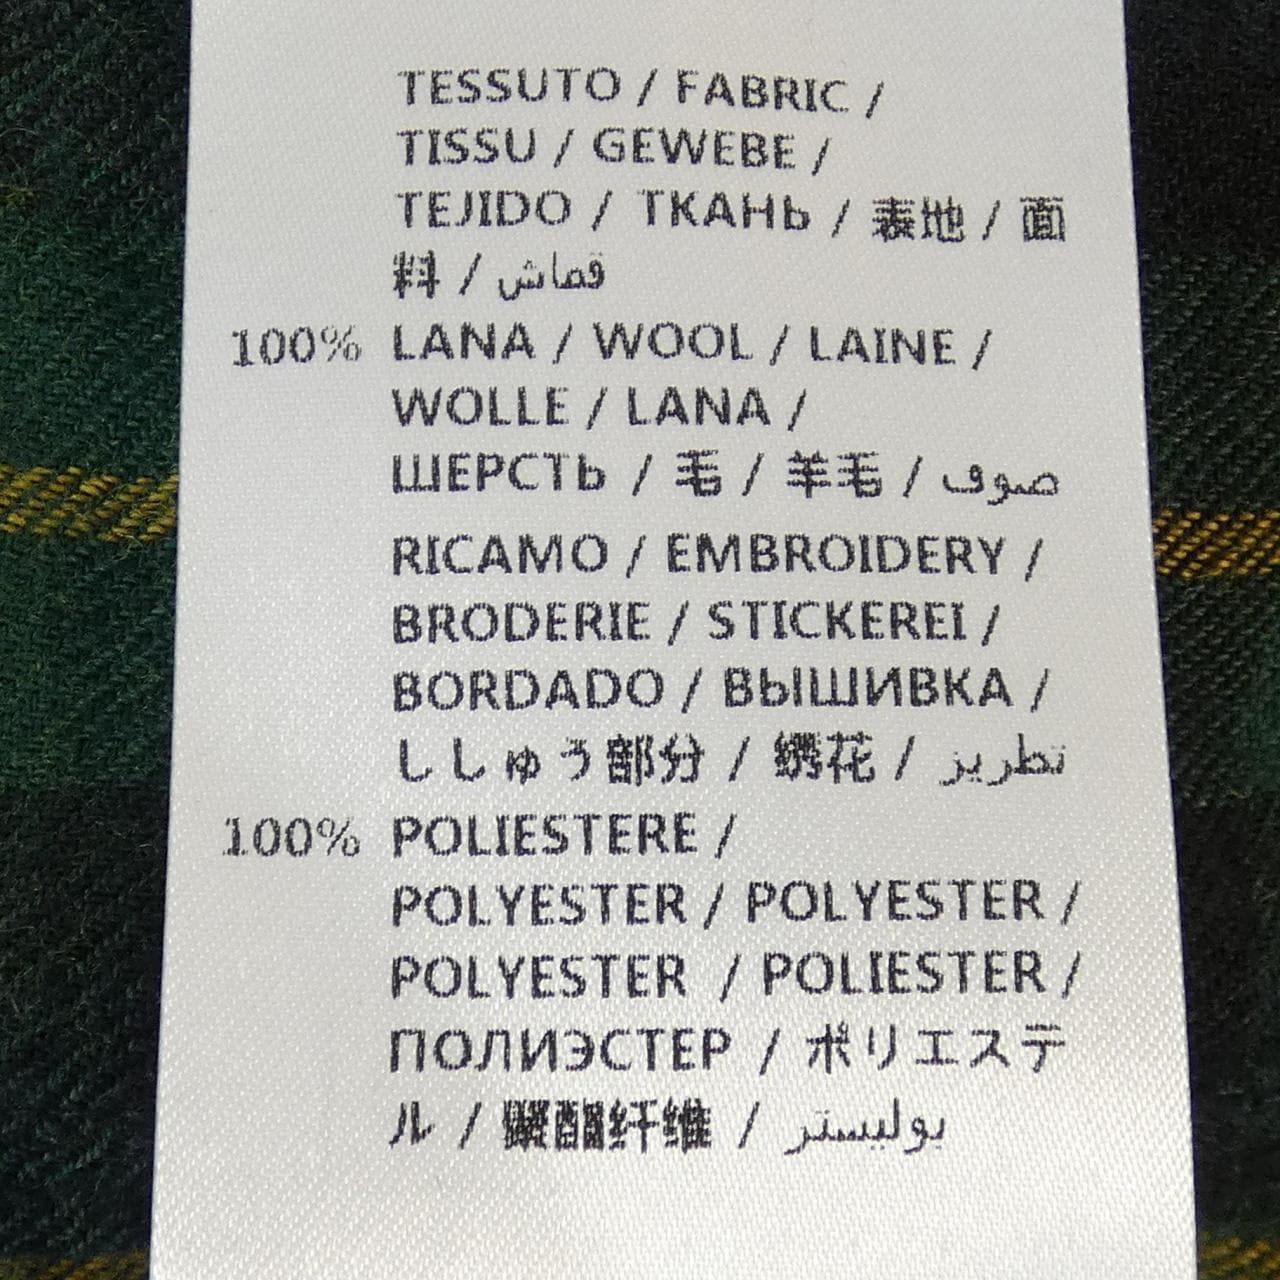 TESSUTO / FABRIC /
TISSU / GEWEBE /
TEJIDO / ТКАНЬ / 表地 / 面
料 / قماش
100% LANA / WOOL / LAINE /
WOLLE / LANA /
ШЕРСТЬ / 毛 / 羊毛 / صوف
RICAMO / EMBROIDERY /
BRODERIE / STICKEREI /
BORDADO / ВЫШИВКА /
ししゅう部分 / 绣花 / تطريز
100% POLIESTERE /
POLYESTER / POLYESTER /
POLYESTER / POLIESTER /
ПОЛИЭСТЕР / ポリエステ
ル / 聚酯纤维 / بوليستر